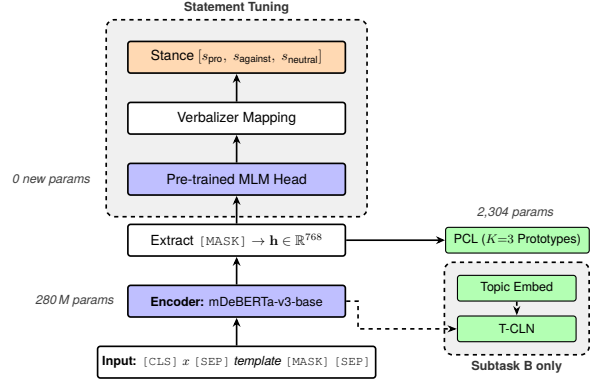 Statement Tuning
Stance [s_pro, s_against, s_neutral]
Verbalizer Mapping
0 new params
Pre-trained MLM Head
2,304 params
Extract [MASK] → h ∈ ℝ^768
PCL (K=3 Prototypes)
280 M params
Encoder: mDeBERTa-v3-base
Topic Embed
T-CLN
Input: [CLS] x [SEP] template [MASK] [SEP]
Subtask B only